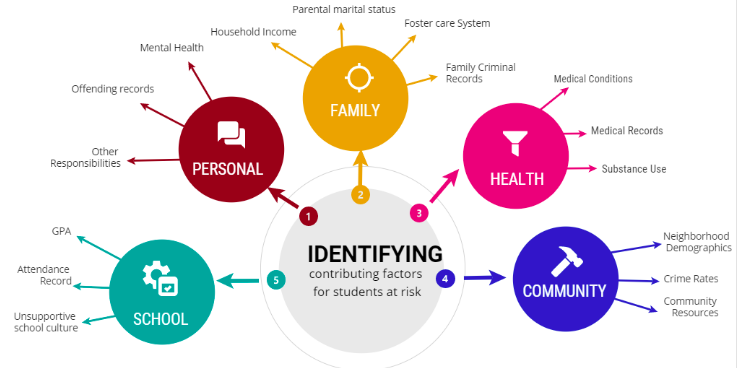 Parental marital status
Household Income
Foster care System
Mental Health
Family Criminal
Records
Medical Conditions
Offending records
FAMILY
Medical Records
Other
Responsibilities
PERSONAL
HEALTH
Substance Use
2
1
3
GPA
IDENTIFYING
contributing factors
for students at risk
Neighborhood
Demographics
Attendance
Record
5
4
Crime Rates
COMMUNITY
Community
Resources
Unsupportive
school culture
SCHOOL